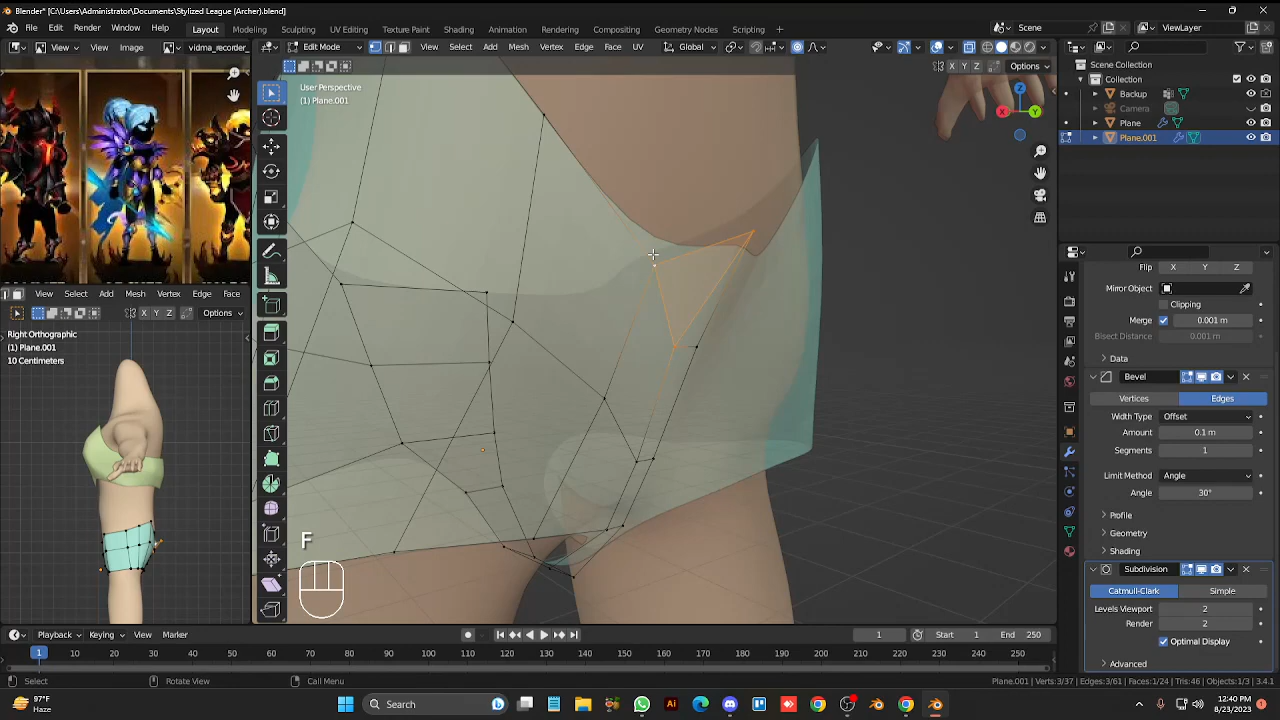 Blender* [C:\Users\Administrator\Documents\Stylized League (Archer).blend]
File Edit Render Window Help Layout Modeling Sculpting UV Editing Texture Paint Shading Animation Rendering Compositing Geometry Nodes Scripting + Scene ViewLayer
View View Image vidma_recorder_ Edit Mode View Select Add Mesh Vertex Edge Face UV Global
X Y Z Options
User Perspective
(1) Plane.001
Scene Collection
Collection
Backup
Camera
Plane
Plane.001
Z
X
Y
Flip X Y Z
Mirror Object
Clipping
Merge 0.001 m
Bisect Distance 0.001 m
Data
Bevel
Vertices Edges
Width Type Offset
Amount 0.1 m
Segments 1
Limit Method Angle
Angle 30°
Profile
Geometry
Shading
Subdivision
Catmull-Clark Simple
Levels Viewport 2
Render 2
Optimal Display
Advanced
View Select Add Mesh Vertex Edge Face
X Y Z Options
Right Orthographic
(1) Plane.001
10 Centimeters
F
Playback Keying View Marker 1 Start 1 End 250
1 10 20 30 40 50 60 70 80 90 100 110 120 130 140 150 160 170 180 190 200 210 220 230 240 250
Select Rotate View Call Menu Plane.001 | Verts:3/37 | Edges:3/61 | Faces:1/24 | Tris:46 | Objects:1/3 | 3.4.1
97°F
Haze
Search
Ai
12:40 PM
8/23/2023